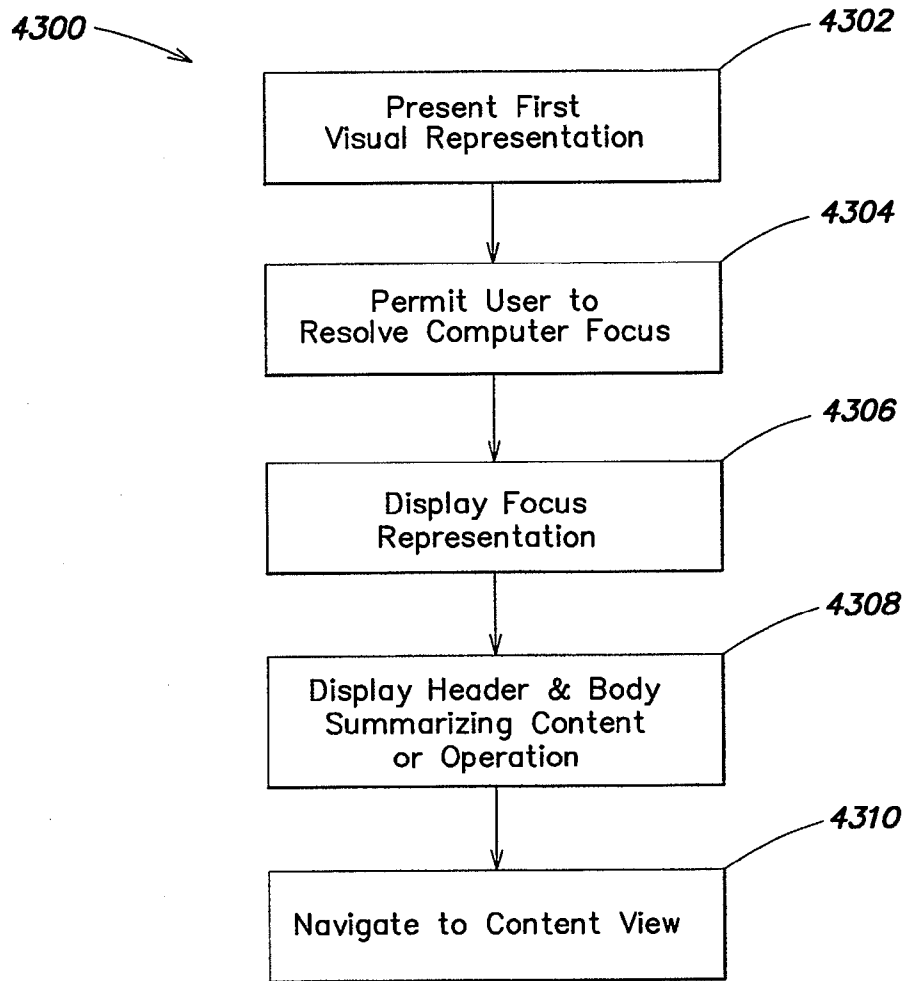 4300
4302
Present First
Visual Representation
4304
Permit User to
Resolve Computer Focus
4306
Display Focus
Representation
4308
Display Header & Body
Summarizing Content
or Operation
4310
Navigate to Content View